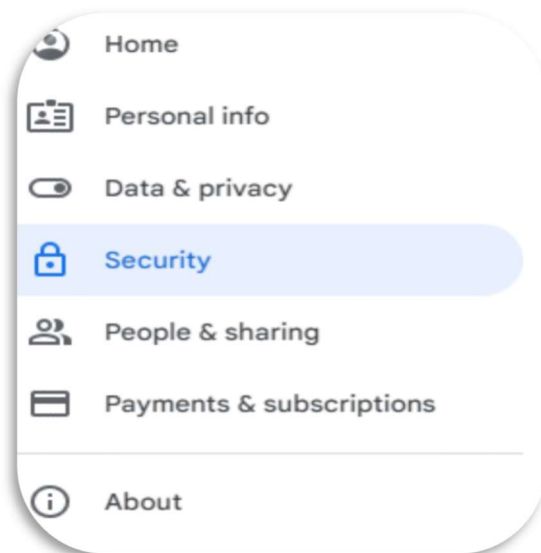 Home
Personal info
Data & privacy
Security
People & sharing
Payments & subscriptions
About